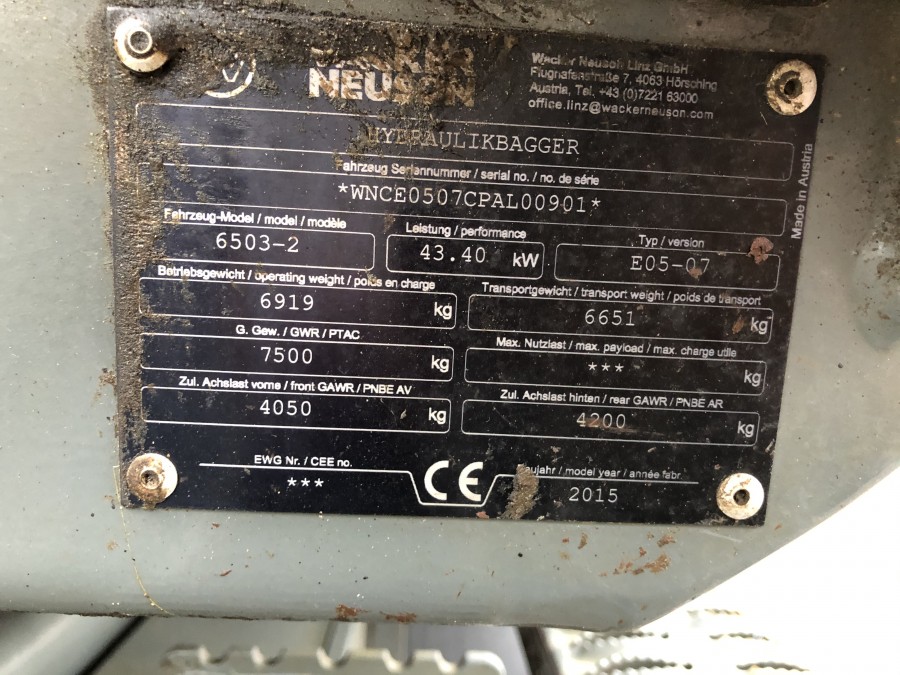 WACKER
NEUSON
Wacker Neuson Linz GmbH
Flughafenstraße 7, 4063 Hörsching
Austria, Tel. +43 (0)7221 63000
office.linz@wackerneuson.com
HYDRAULIKBAGGER
Fahrzeug Seriennummer / serial no. / no. de série
*WNCE0507CPAL00901*
Made in Austria
Fahrzeug-Model / model / modèle
6503-2
Leistung / performance
43.40 kW
Typ / version
E05-07
Betriebsgewicht / operating weight / poids en charge
6919 kg
Transportgewicht / transport weight / poids de transport
6651 kg
G. Gew. / GWR / PTAC
7500 kg
Max. Nutzlast / max. payload / max. charge utile
*** kg
Zul. Achslast vorne / front GAWR / PNBE AV
4050 kg
Zul. Achslast hinten / rear GAWR / PNBE AR
4200 kg
EWG Nr. / CEE no.
***
CE
Baujahr / model year / année fabr.
2015